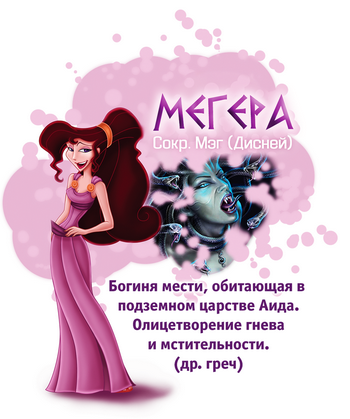 МЕГЕРА
Сокр. Мэг (Дисней)
Богиня мести, обитающая в
подземном царстве Аида.
Олицетворение гнева
и мстительности.
(др. греч)